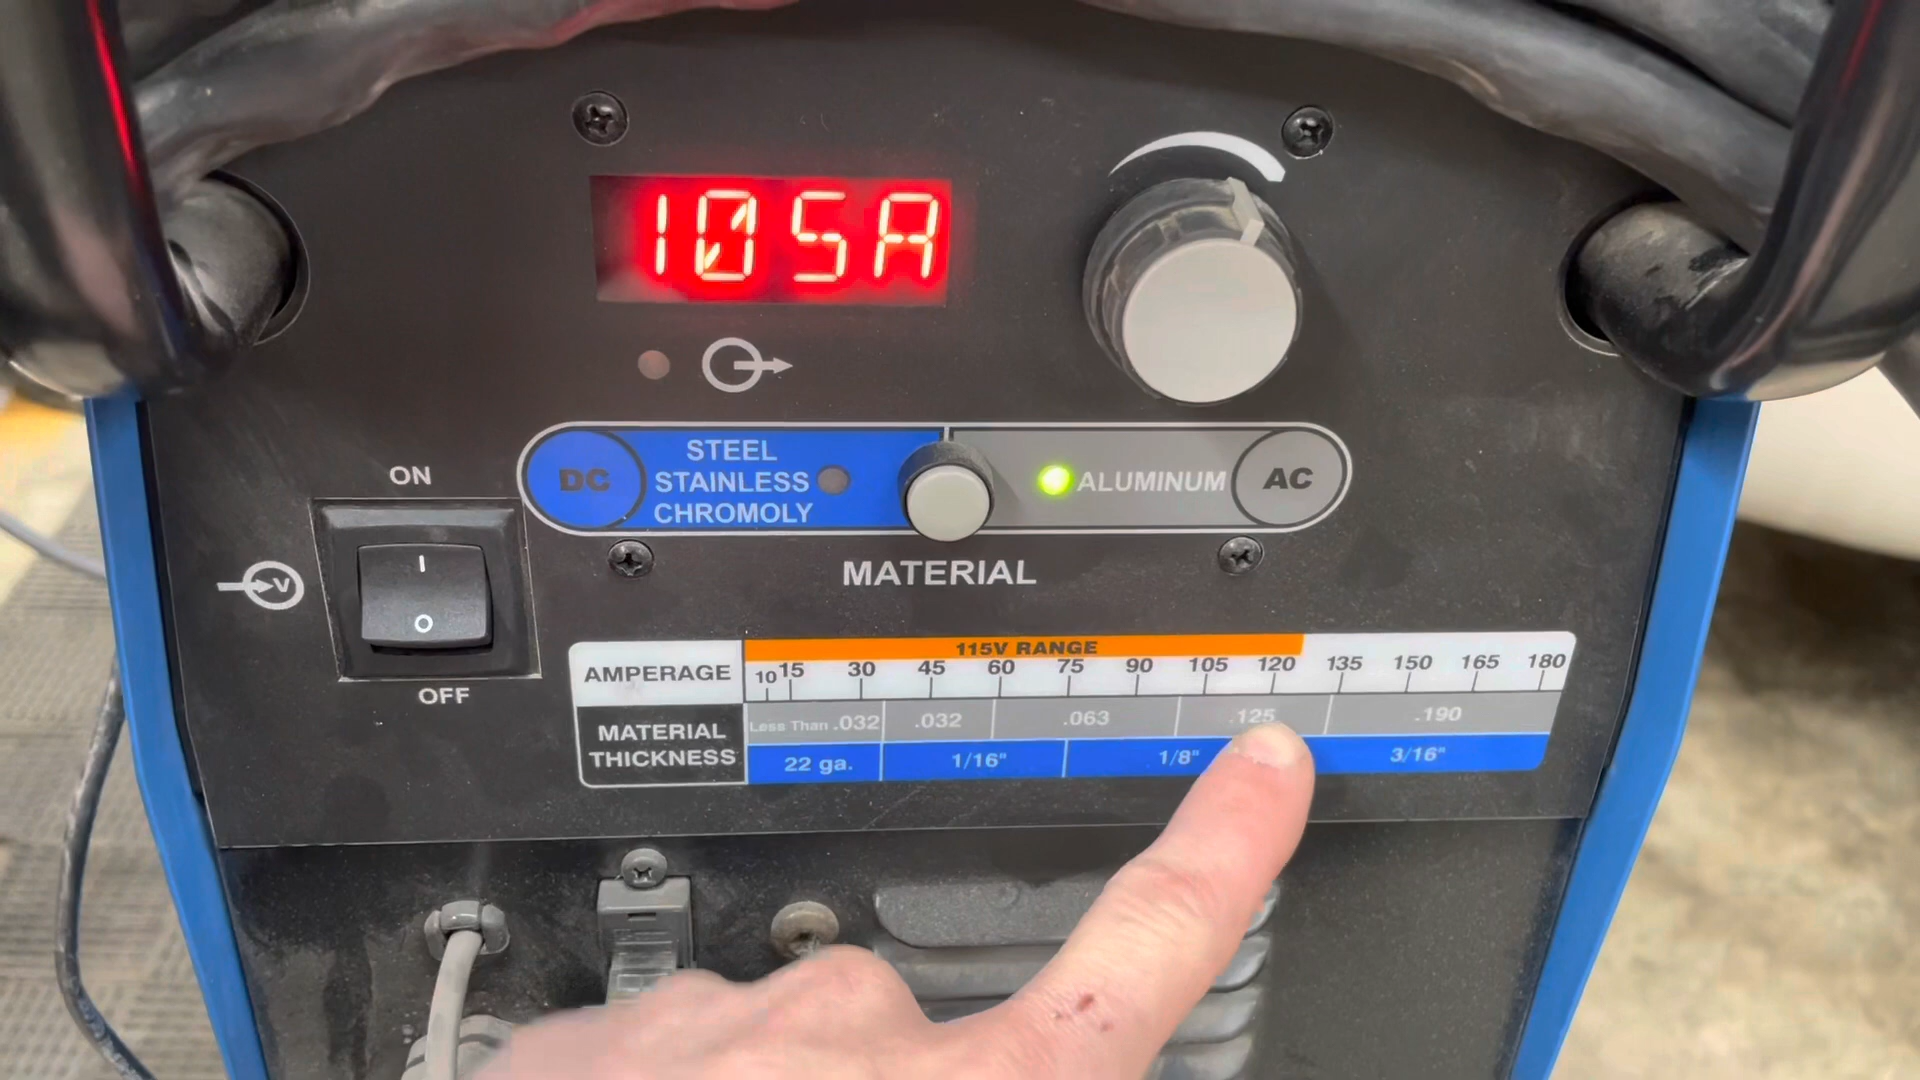 105A
DC
STEEL
STAINLESS
CHROMOLY
ALUMINUM
AC
ON
I
O
OFF
V
MATERIAL
115V RANGE
AMPERAGE
10 15 30 45 60 75 90 105 120 135 150 165 180
MATERIAL
THICKNESS
Less Than .032 .032 .063 .125 .190
22 ga. 1/16" 1/8" 3/16"